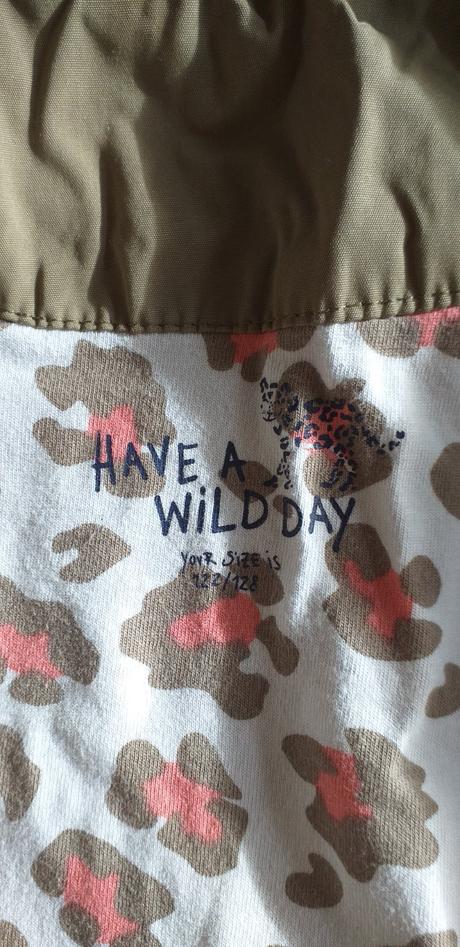 HAVE A
WiLD DAY
YOUR SiZE iS
122/128